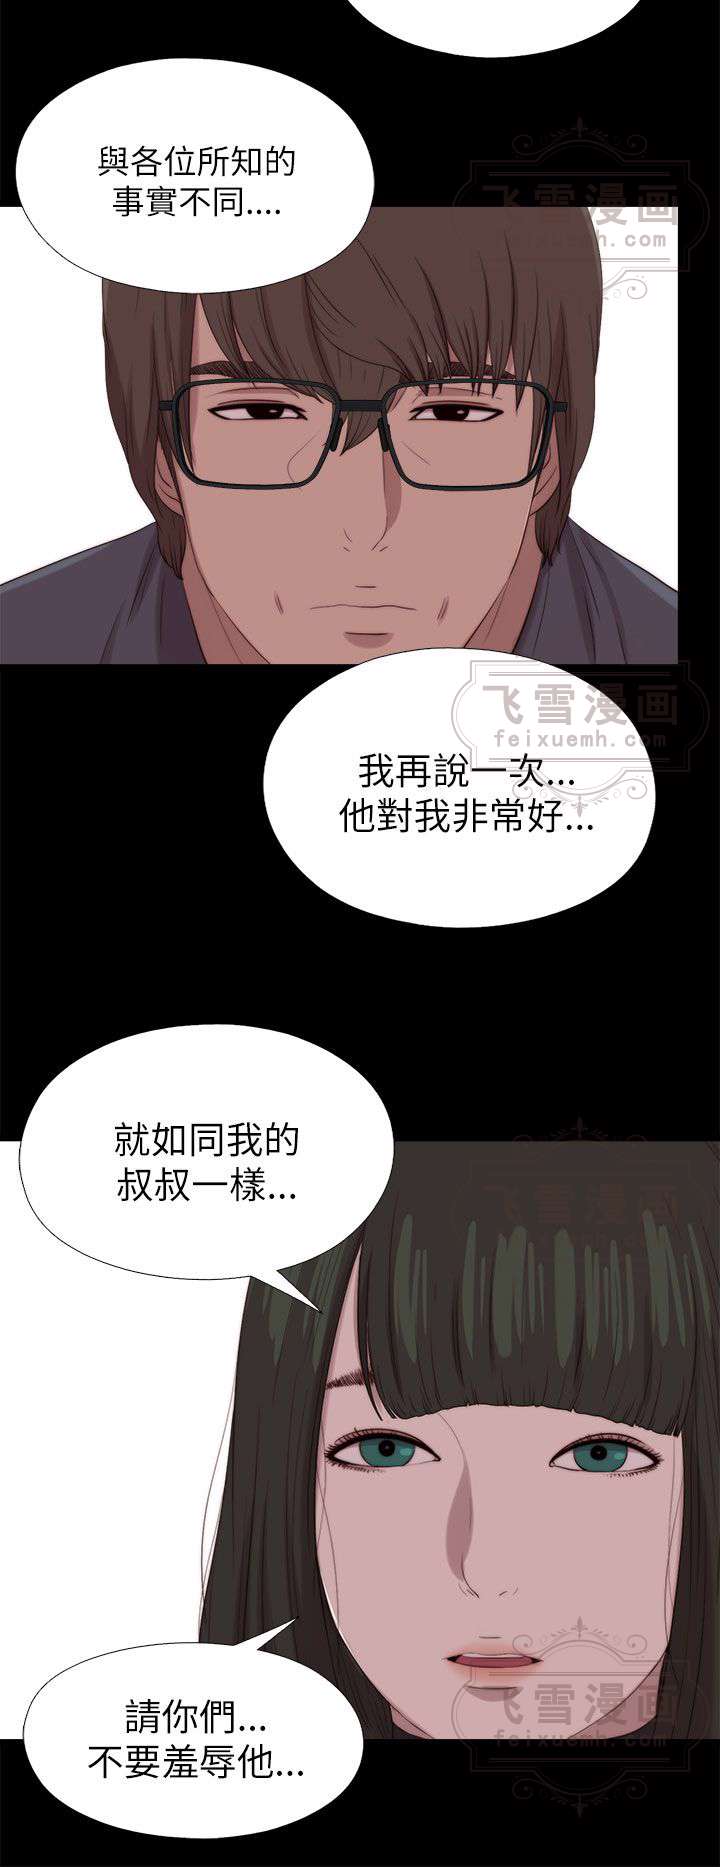 與各位所知的
事實不同....
飞雪漫画
feixuemh.com
飞雪漫画
feixuemh.com
我再說一次...
他對我非常好...
就如同我的
叔叔一樣...
飞雪漫画
飞雪漫画
feixuemh.com
請你們...
不要羞辱他...